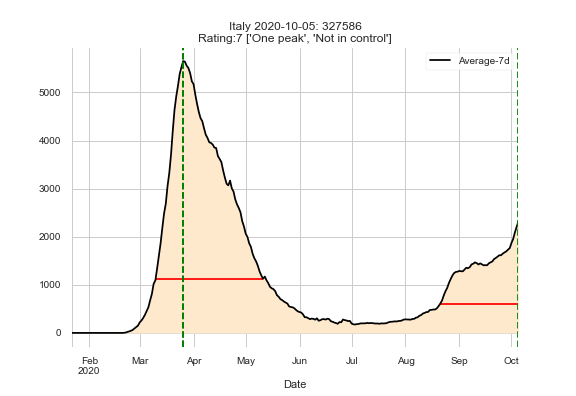 Italy 2020-10-05: 327586
Rating:7 ['One peak', 'Not in control']
Average-7d
5000
4000
3000
2000
1000
0
Feb Mar Apr May Jun Jul Aug Sep Oct
2020
Date